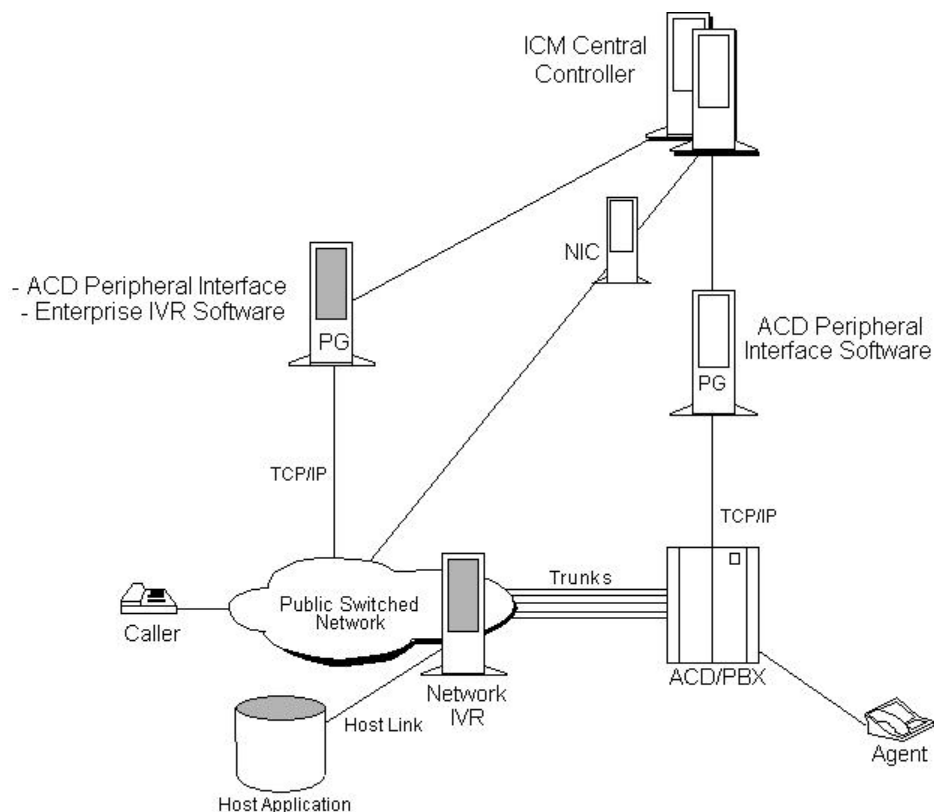 ICM Central
Controller
NIC
- ACD Peripheral Interface
- Enterprise IVR Software
PG
ACD Peripheral
Interface Software
PG
TCP/IP
TCP/IP
Trunks
Public Switched
Network
Caller
ACD/PBX
Network
IVR
Host Link
Agent
Host Application